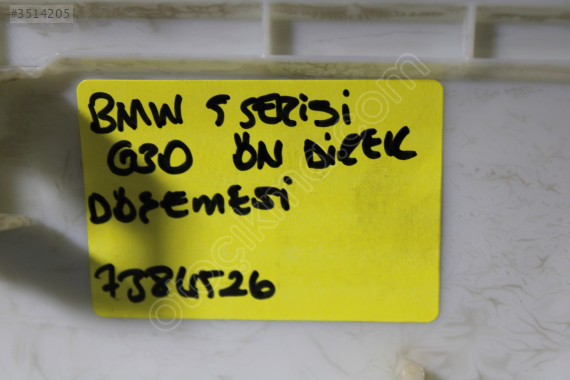 #3514205
BMW 5 SERİSİ
G30 ÖN DİREK
DÖŞEMESİ
7384526